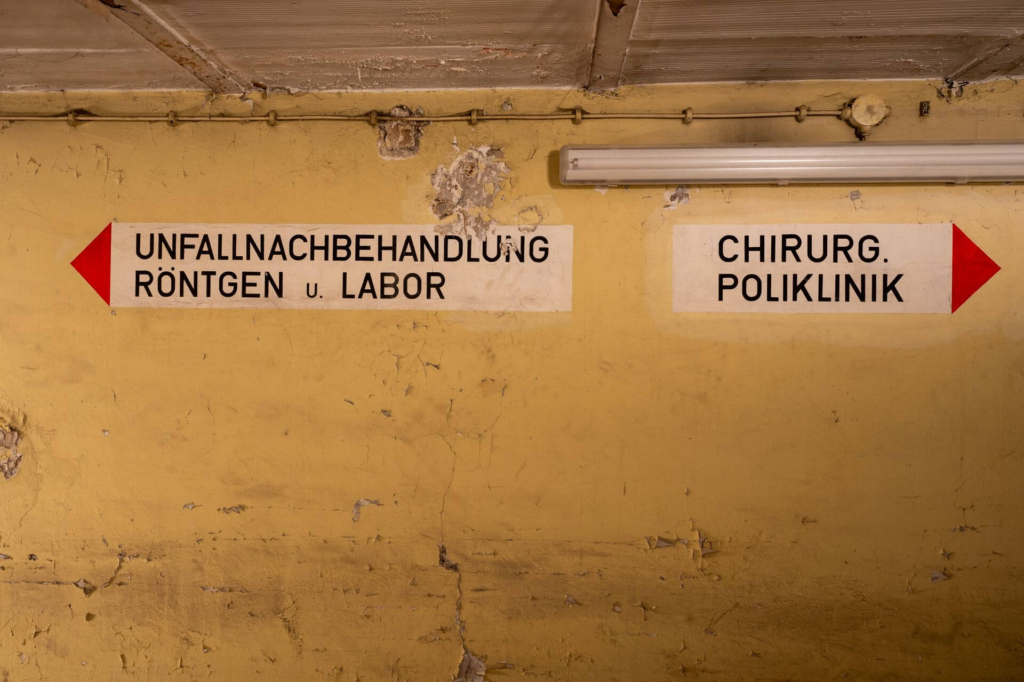 UNFALLNACHBEHANDLUNG
RÖNTGEN u. LABOR
CHIRURG.
POLIKLINIK